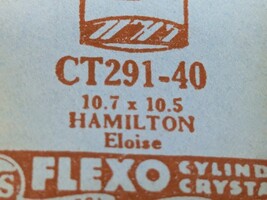 CT291-40
10.7 x 10.5
HAMILTON
Eloise
S FLEXO CYLIND
CRYSTA